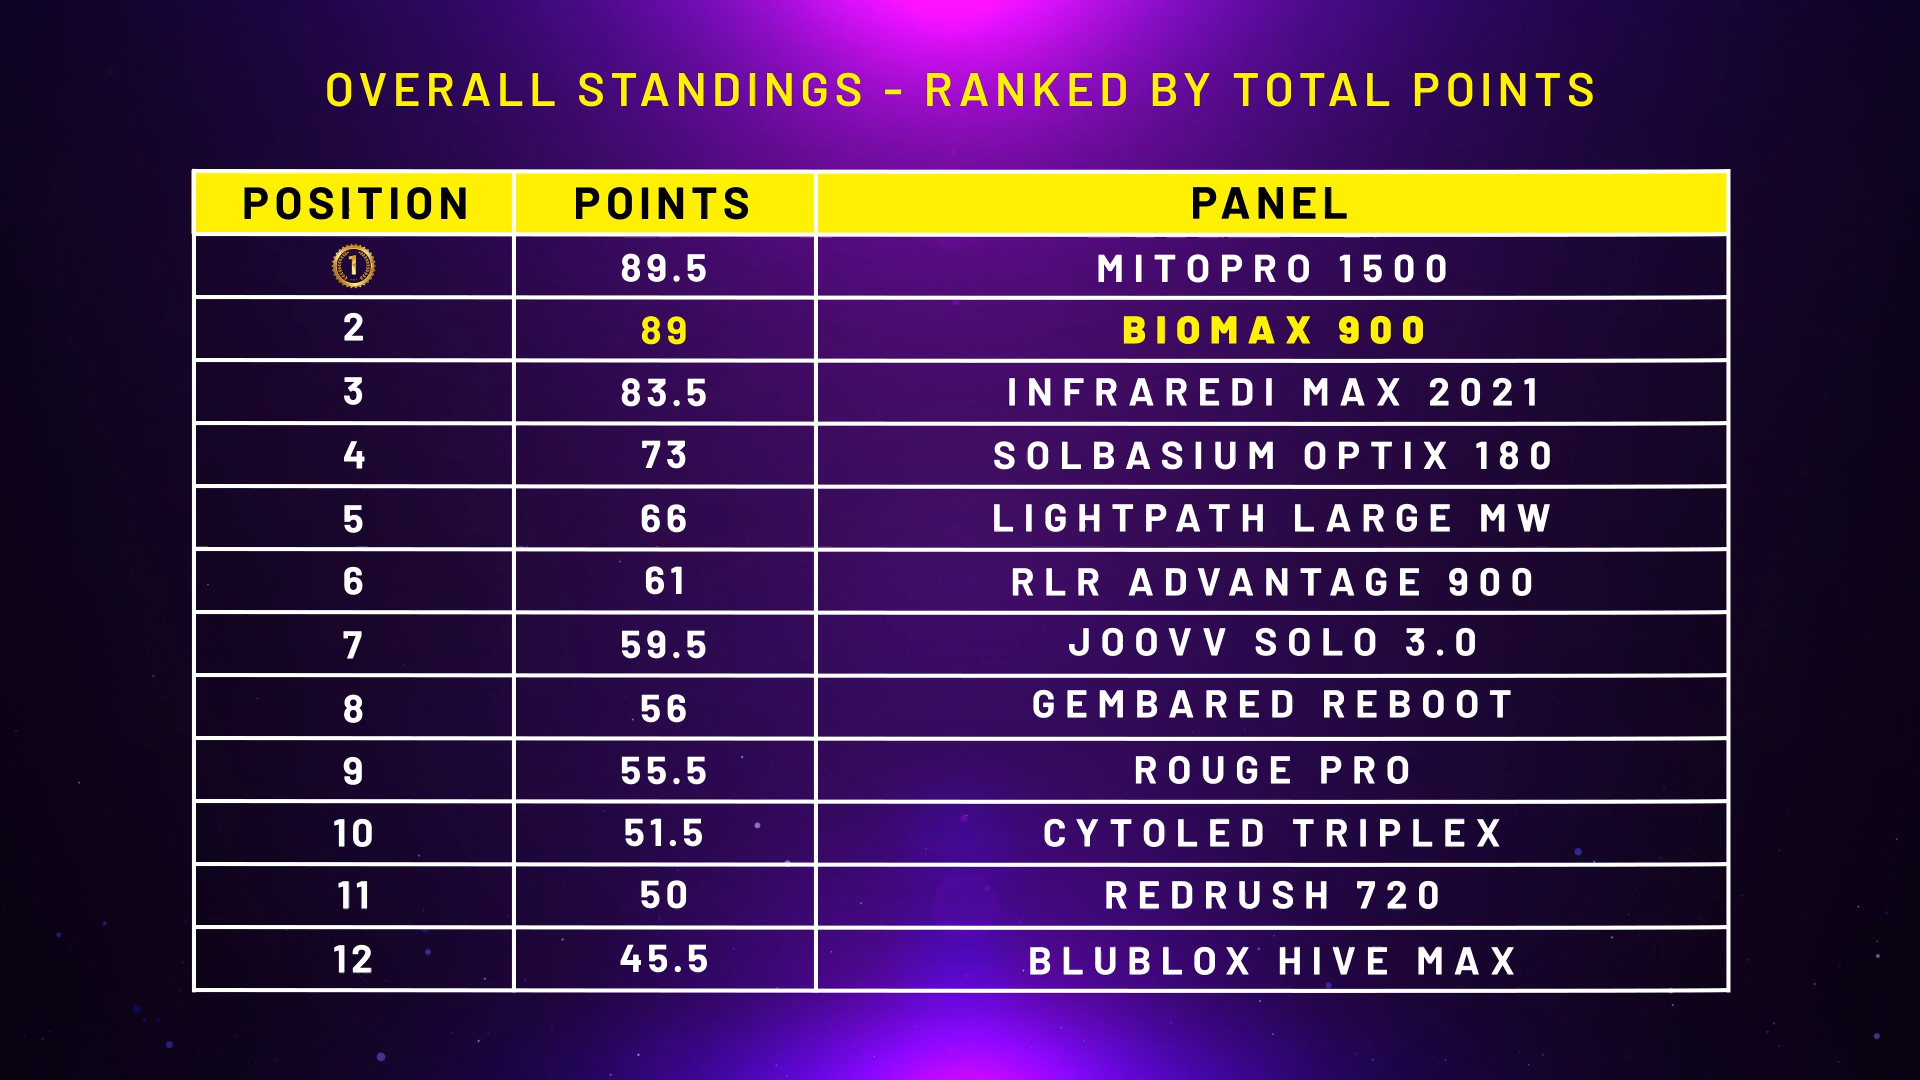 OVERALL STANDINGS - RANKED BY TOTAL POINTS
POSITION POINTS PANEL
1 89.5 MITOPRO 1500
2 89 BIOMAX 900
3 83.5 INFRAREDI MAX 2021
4 73 SOLBASIUM OPTIX 180
5 66 LIGHTPATH LARGE MW
6 61 RLR ADVANTAGE 900
7 59.5 JOOVV SOLO 3.0
8 56 GEMBARED REBOOT
9 55.5 ROUGE PRO
10 51.5 CYTOLED TRIPLEX
11 50 REDRUSH 720
12 45.5 BLUBLOX HIVE MAX